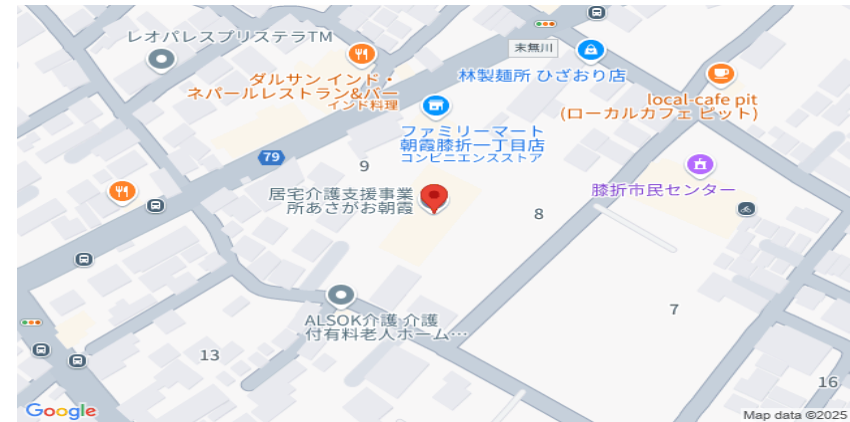 レオパレスプリステラTM
末無川
林製麺所 ひざおり店
ダルサン インド・
ネパールレストラン&バー
インド料理
local-cafe pit
(ローカルカフェ ピット)
ファミリーマート
朝霞膝折一丁目店
コンビニエンスストア
79
9
膝折市民センター
居宅介護支援事業
所あさがお朝霞
8
ALSOK介護 介護
付有料老人ホーム…
7
13
16
Google
Map data ©2025